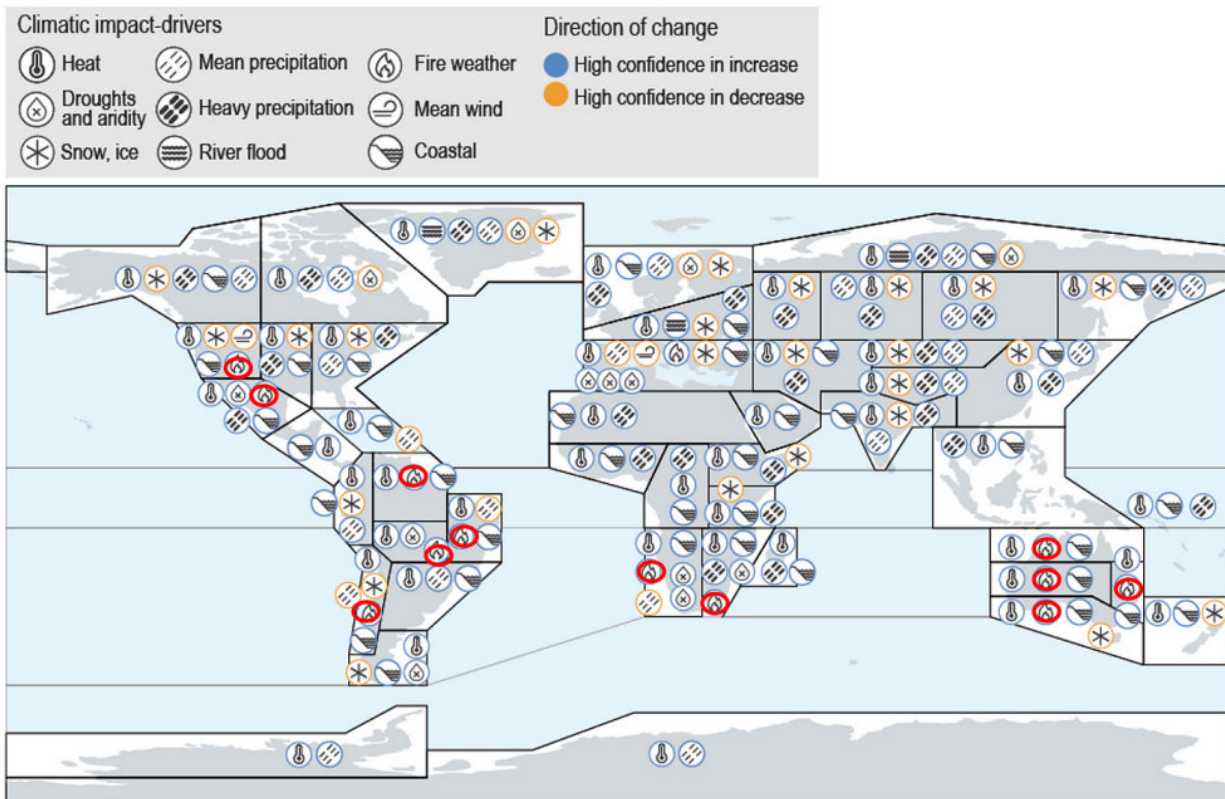 Climatic impact-drivers
Direction of change
Heat
Mean precipitation
Fire weather
High confidence in increase
Droughts
and aridity
Heavy precipitation
Mean wind
High confidence in decrease
Snow, ice
River flood
Coastal